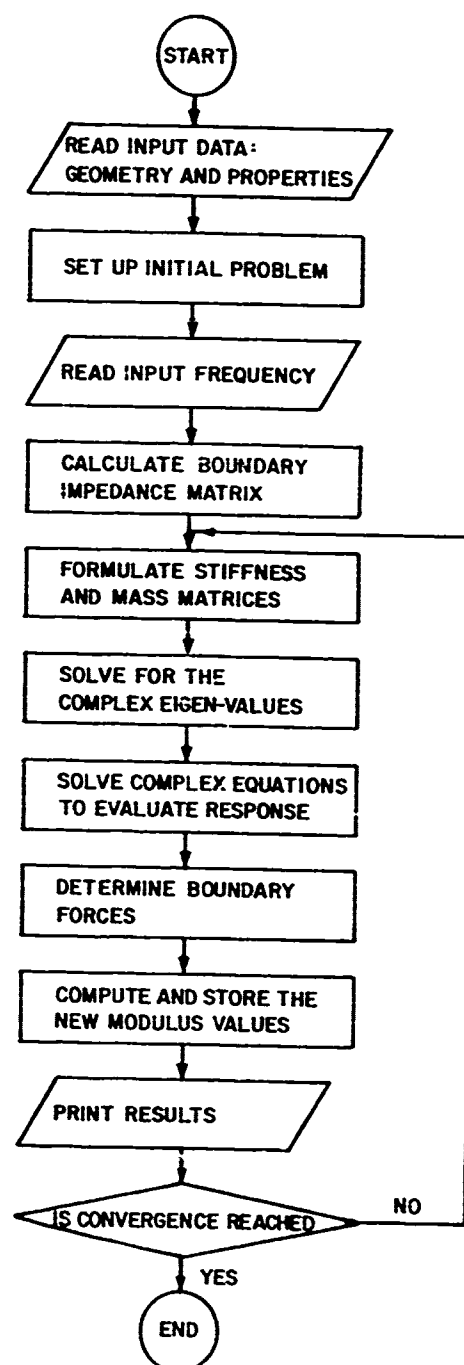 START
READ INPUT DATA:
GEOMETRY AND PROPERTIES
SET UP INITIAL PROBLEM
READ INPUT FREQUENCY
CALCULATE BOUNDARY
IMPEDANCE MATRIX
FORMULATE STIFFNESS
AND MASS MATRICES
SOLVE FOR THE
COMPLEX EIGEN-VALUES
SOLVE COMPLEX EQUATIONS
TO EVALUATE RESPONSE
DETERMINE BOUNDARY
FORCES
COMPUTE AND STORE THE
NEW MODULUS VALUES
PRINT RESULTS
IS CONVERGENCE REACHED
NO
YES
END